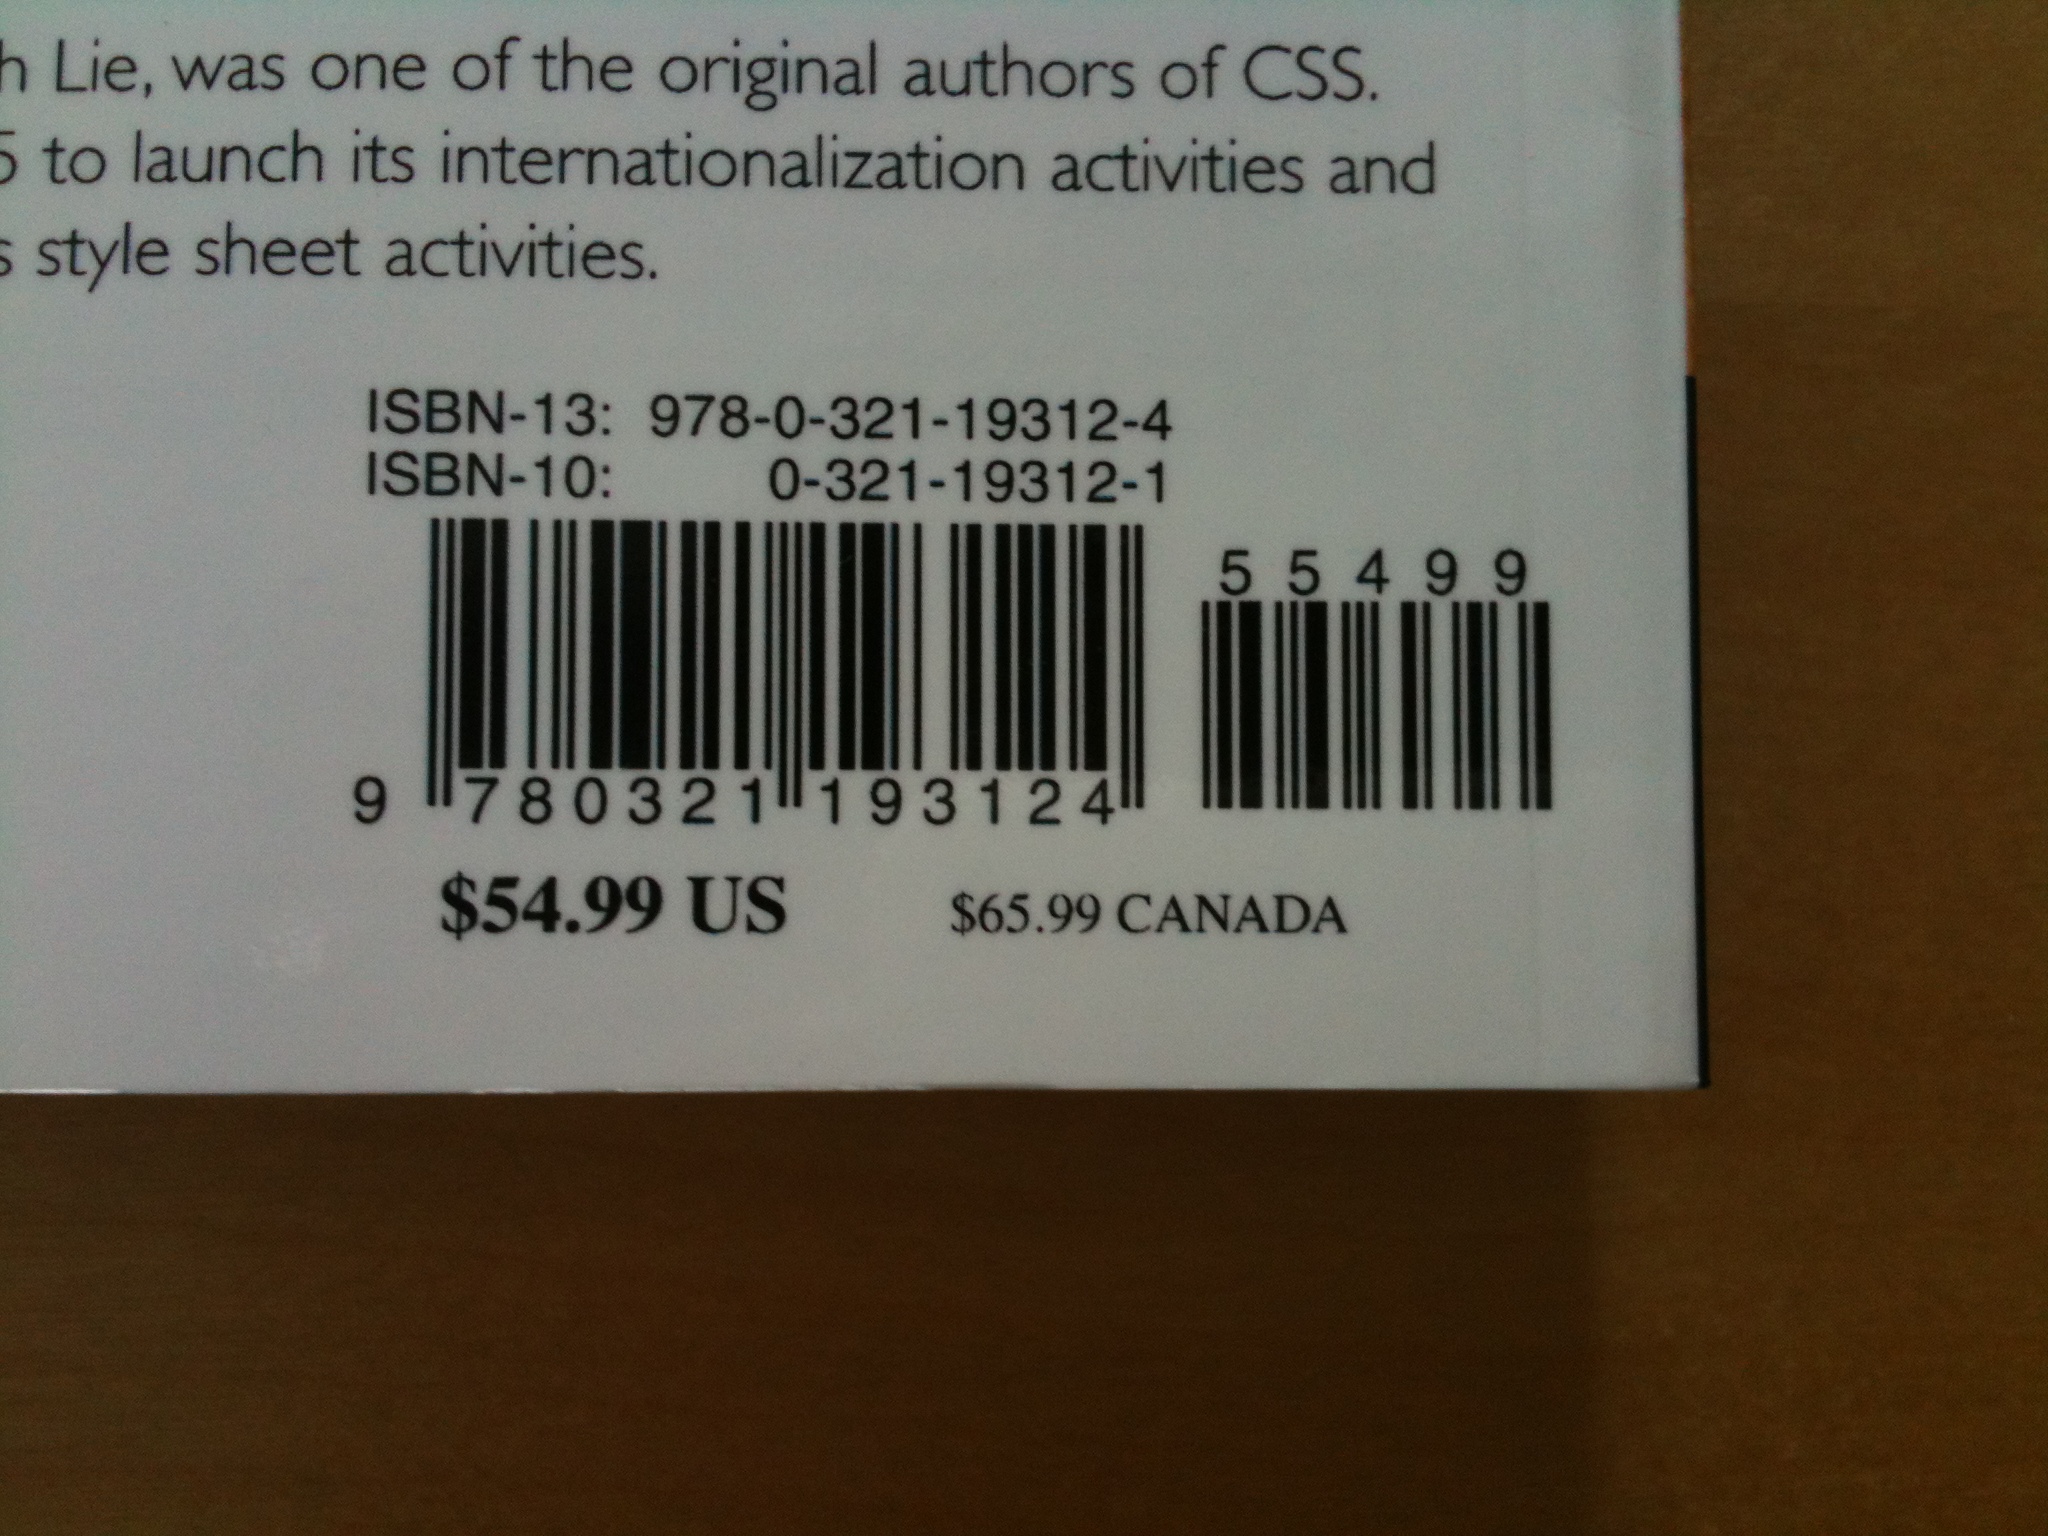 h Lie, was one of the original authors of CSS.
5 to launch its internationalization activities and
s style sheet activities.
ISBN-13: 978-0-321-19312-4
ISBN-10: 0-321-19312-1
5 5 4 9 9
9 780321 193124
$54.99 US $65.99 CANADA